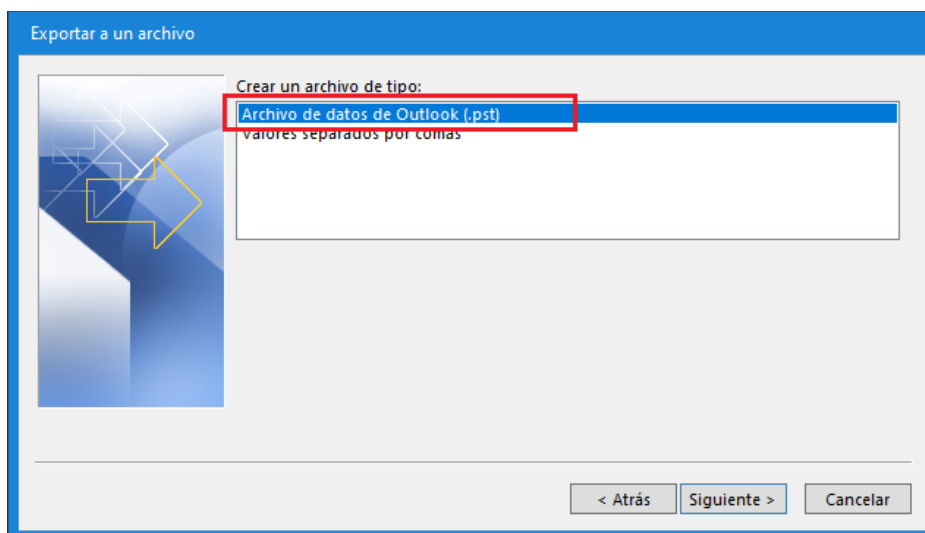 Exportar a un archivo
Crear un archivo de tipo:
Archivo de datos de Outlook (.pst)
Valores separados por comas
< Atrás
Siguiente >
Cancelar